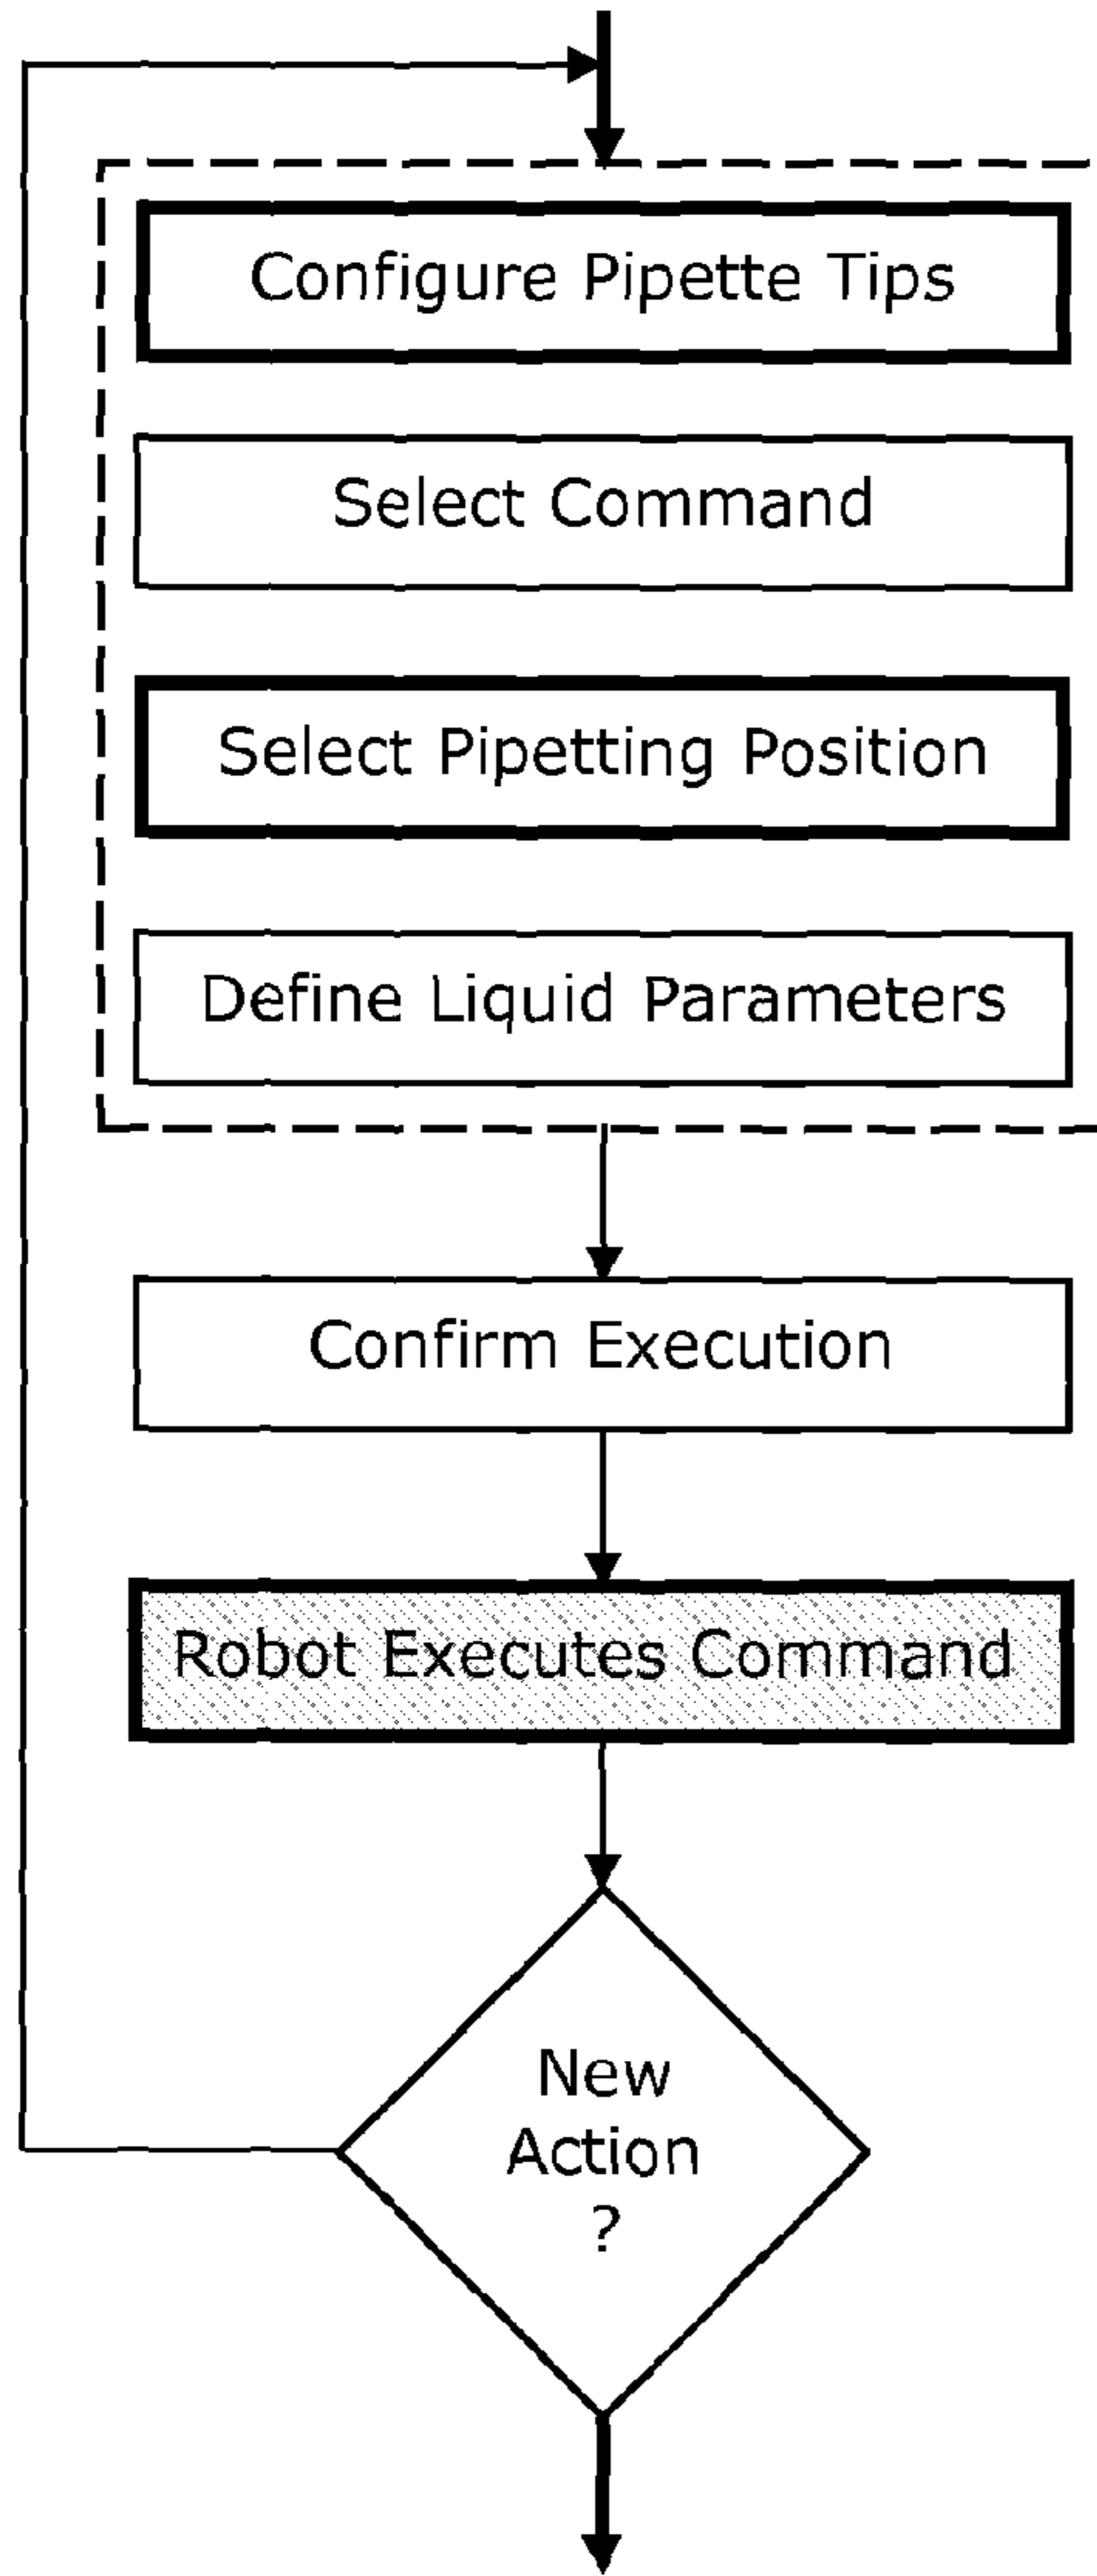 Configure Pipette Tips
Select Command
Select Pipetting Position
Define Liquid Parameters
Confirm Execution
Robot Executes Command
New
Action
?